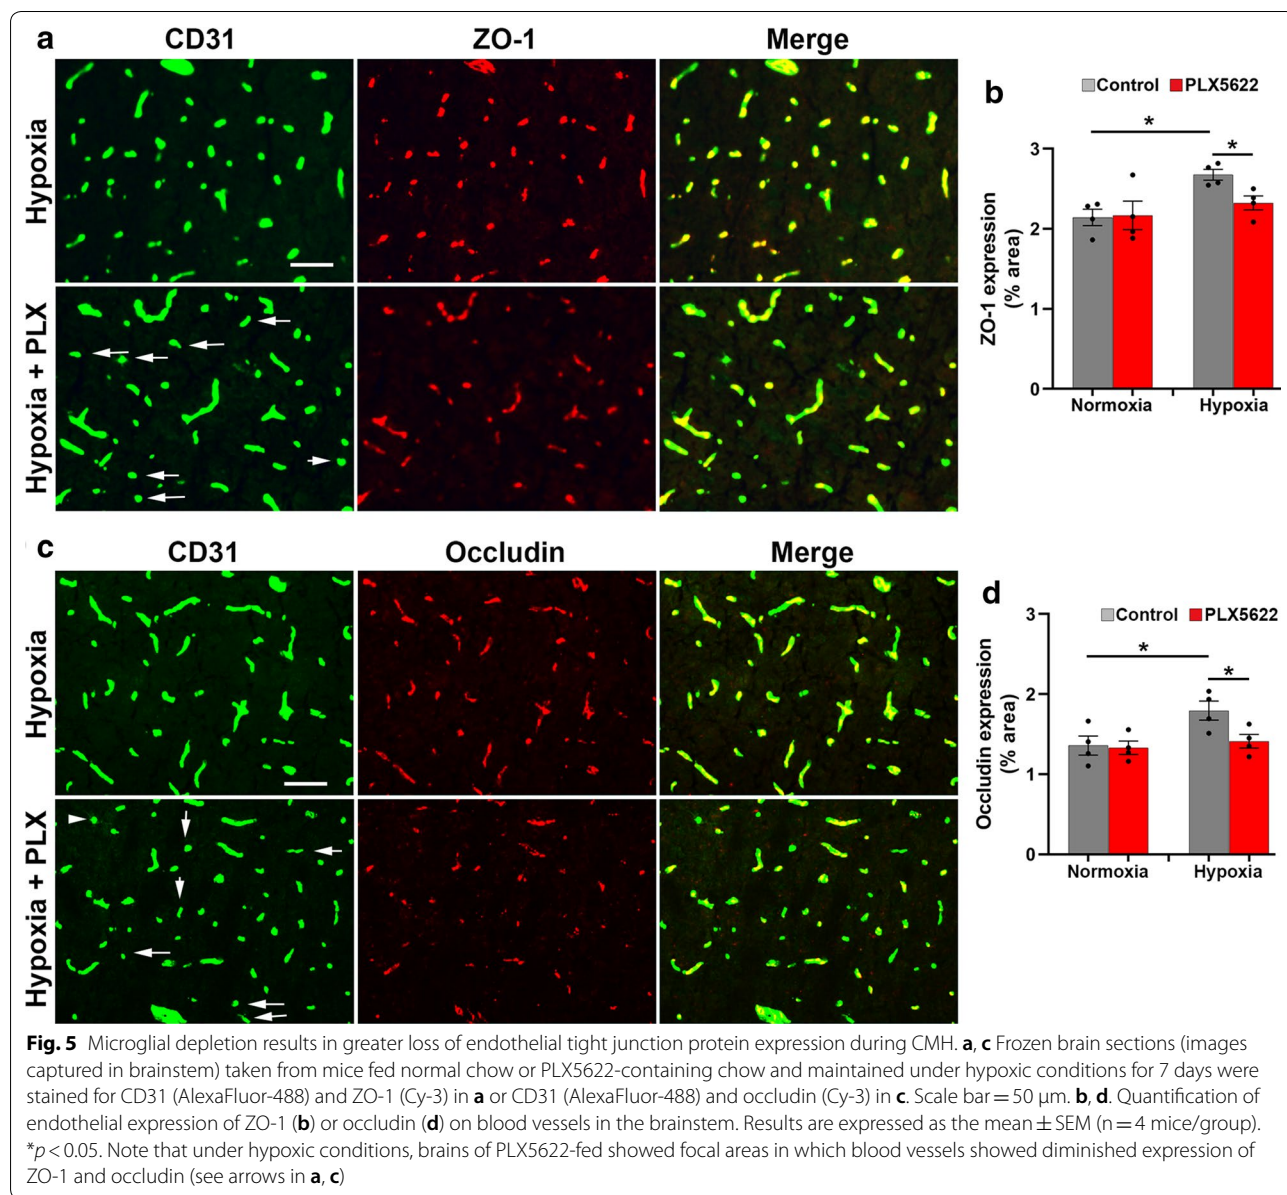 a
CD31 ZO-1 Merge
Hypoxia
Hypoxia + PLX
b
Control PLX5622
*
*
ZO-1 expression
(% area)
3
2
1
0
Normoxia Hypoxia
c
CD31 Occludin Merge
Hypoxia
Hypoxia + PLX
d
Control PLX5622
*
*
Occludin expression
(% area)
3
2
1
0
Normoxia Hypoxia
Fig. 5 Microglial depletion results in greater loss of endothelial tight junction protein expression during CMH. a, c Frozen brain sections (images
captured in brainstem) taken from mice fed normal chow or PLX5622-containing chow and maintained under hypoxic conditions for 7 days were
stained for CD31 (AlexaFluor-488) and ZO-1 (Cy-3) in a or CD31 (AlexaFluor-488) and occludin (Cy-3) in c. Scale bar = 50 μm. b, d. Quantification of
endothelial expression of ZO-1 (b) or occludin (d) on blood vessels in the brainstem. Results are expressed as the mean ± SEM (n = 4 mice/group).
*p < 0.05. Note that under hypoxic conditions, brains of PLX5622-fed showed focal areas in which blood vessels showed diminished expression of
ZO-1 and occludin (see arrows in a, c)